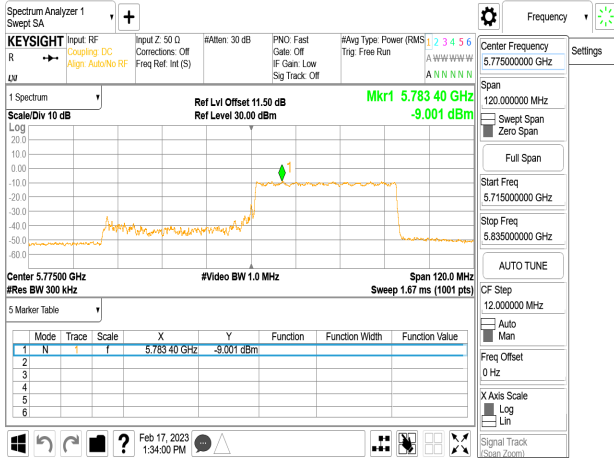 Spectrum Analyzer 1
Swept SA
Frequency
KEYSIGHT
R
Input: RF
Coupling: DC
Align: Auto/No RF
Input Z: 50 Ω
Corrections: Off
Freq Ref: Int (S)
#Atten: 30 dB
PNO: Fast
Gate: Off
IF Gain: Low
Sig Track: Off
#Avg Type: Power (RMS
Trig: Free Run
1 2 3 4 5 6
A W W W W W
A N N N N N
Settings
1 Spectrum
Scale/Div 10 dB
Ref Lvl Offset 11.50 dB
Ref Level 30.00 dBm
Mkr1 5.783 40 GHz
-9.001 dBm
Log
20.0
10.0
0.00
-10.00
-20.0
-30.0
-40.0
-50.0
-60.0
1
Center 5.77500 GHz
#Res BW 300 kHz
#Video BW 1.0 MHz
Span 120.0 MHz
Sweep 1.67 ms (1001 pts)
5 Marker Table
Mode Trace Scale X Y Function Function Width Function Value
1 N 1 f 5.783 40 GHz -9.001 dBm
2
3
4
5
6
Feb 17, 2023
1:34:00 PM
Center Frequency
5.775000000 GHz
Span
120.000000 MHz
Swept Span
Zero Span
Full Span
Start Freq
5.715000000 GHz
Stop Freq
5.835000000 GHz
AUTO TUNE
CF Step
12.000000 MHz
Auto
Man
Freq Offset
0 Hz
X Axis Scale
Log
Lin
Signal Track
(Span Zoom)